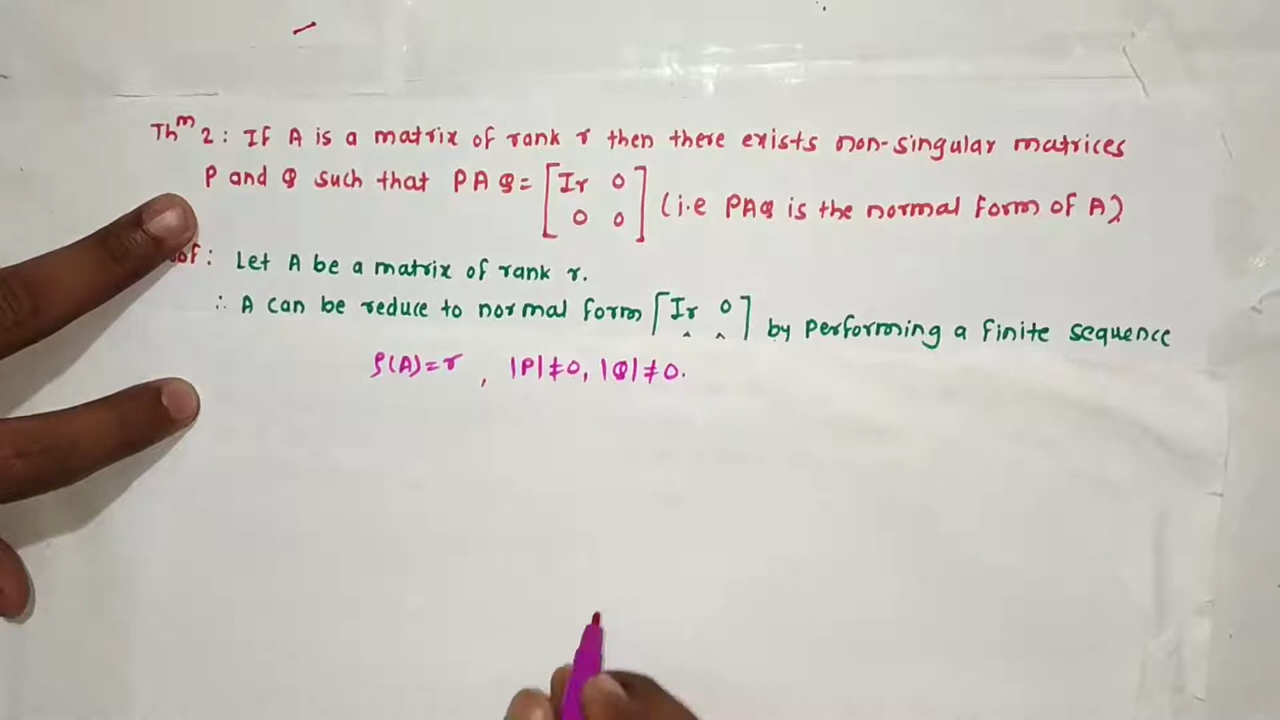 Thᵐ 2: If A is a matrix of rank r then there exists non-singular matrices
P and Q such that PAQ = [Ir 0
0 0] (i.e PAQ is the normal form of A)
Let A be a matrix of rank r.
∴ A can be reduce to normal form [Ir 0] by performing a finite sequence
ρ(A)=r , |P|≠0, |Q|≠0.